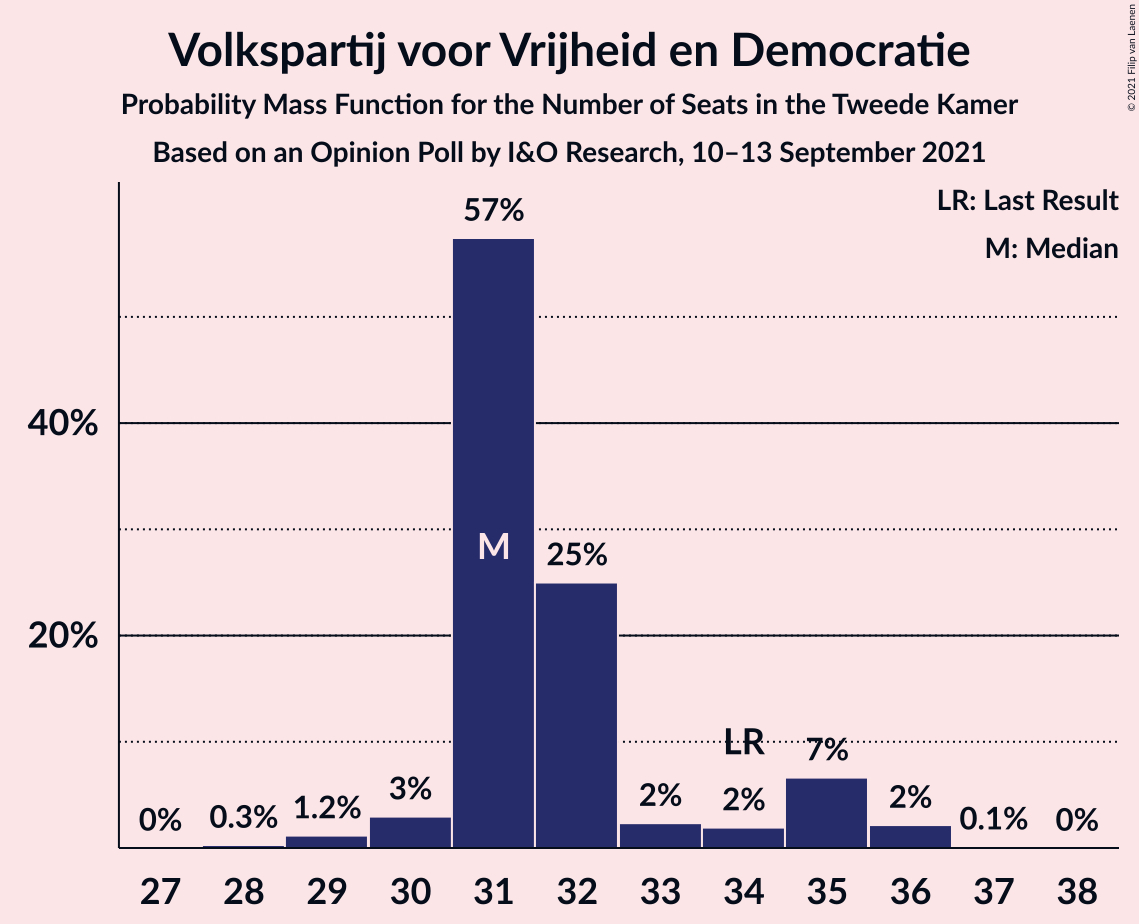 Volkspartij voor Vrijheid en Democratie
Probability Mass Function for the Number of Seats in the Tweede Kamer
Based on an Opinion Poll by I&O Research, 10–13 September 2021
© 2021 Filip van Laenen
LR: Last Result
M: Median
57%
40%
M
25%
20%
LR
7%
0%
0.3%
1.2%
3%
2%
2%
2%
0.1%
0%
27 28 29 30 31 32 33 34 35 36 37 38